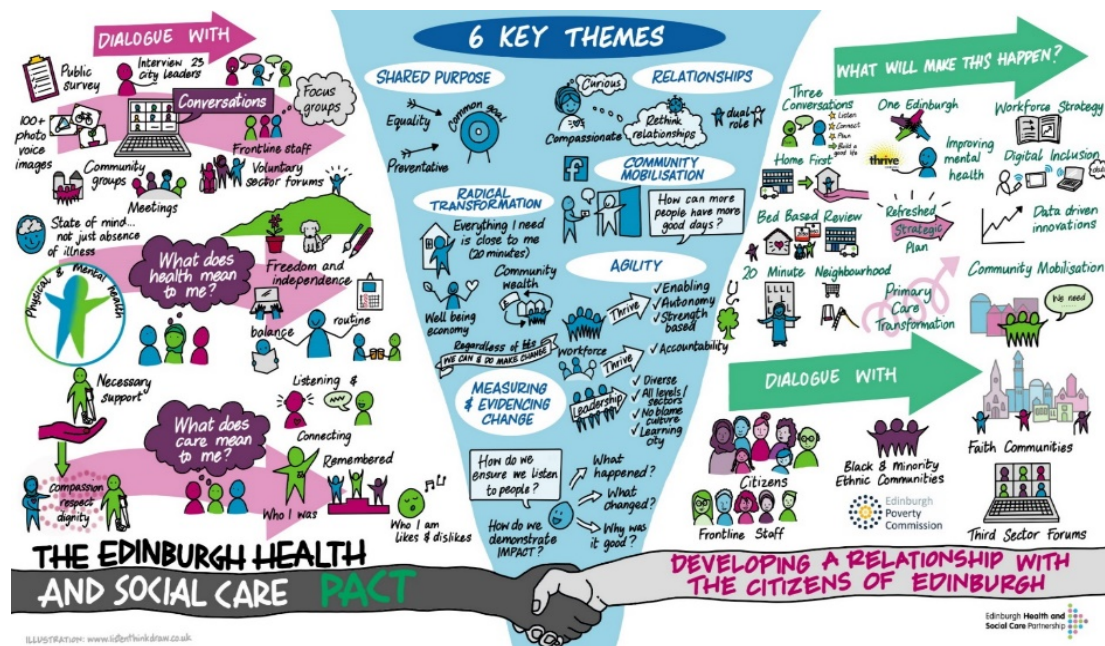 DIALOGUE WITH
Public
survey
Interview 23
city leaders
Conversations
Focus
groups
100+
photo
voice
images
Frontline staff
Community
groups
Meetings
Voluntary
sector forums
State of mind...
not just absence
of illness
What does
health mean
to me?
Freedom and
independence
Physical & Mental health
balance
routine
Necessary
support
Listening &
Connecting
What does
care mean
to me?
Remembered
compassion
respect
dignity
Who I was
Who I am
likes & dislikes
6 KEY THEMES
SHARED PURPOSE
Equality
Common goal
Preventative
RELATIONSHIPS
Curious
Compassionate
Rethink
relationships
dual
role
COMMUNITY
MOBILISATION
How can more
people have more
good days?
RADICAL
TRANSFORMATION
Everything I need
is close to me
(20 minutes)
Community
wealth
Well being
economy
Regardless of
WE CAN & DO MAKE CHANGE
AGILITY
Thrive
✓ Enabling
✓ Autonomy
✓ Strength
based
Workforce
Thrive
✓ Accountability
Leadership
✓ Diverse
✓ All levels/
sectors
✓ No blame
culture
✓ Learning
city
MEASURING
& EVIDENCING
CHANGE
How do we
ensure we listen
to people?
How do we
demonstrate
IMPACT?
What
happened?
What
changed?
Why was
it good?
WHAT WILL MAKE THIS HAPPEN?
Three
Conversations
Listen
Connect
Plan
Build a
good life
One Edinburgh
Workforce Strategy
Home First
thrive
Improving
mental
health
Digital Inclusion
Bed Based Review
Refreshed
Strategic
Plan
Data driven
innovations
20 Minute Neighbourhood
Primary
Care
Transformation
Community Mobilisation
We need
DIALOGUE WITH
Citizens
Frontline Staff
Black & Minority
Ethnic Communities
Edinburgh
Poverty
Commission
Faith Communities
Third Sector Forums
THE EDINBURGH HEALTH
AND SOCIAL CARE PACT
DEVELOPING A RELATIONSHIP WITH
THE CITIZENS OF EDINBURGH
ILLUSTRATION: www.listenthinkdraw.co.uk
Edinburgh Health and
Social Care Partnership